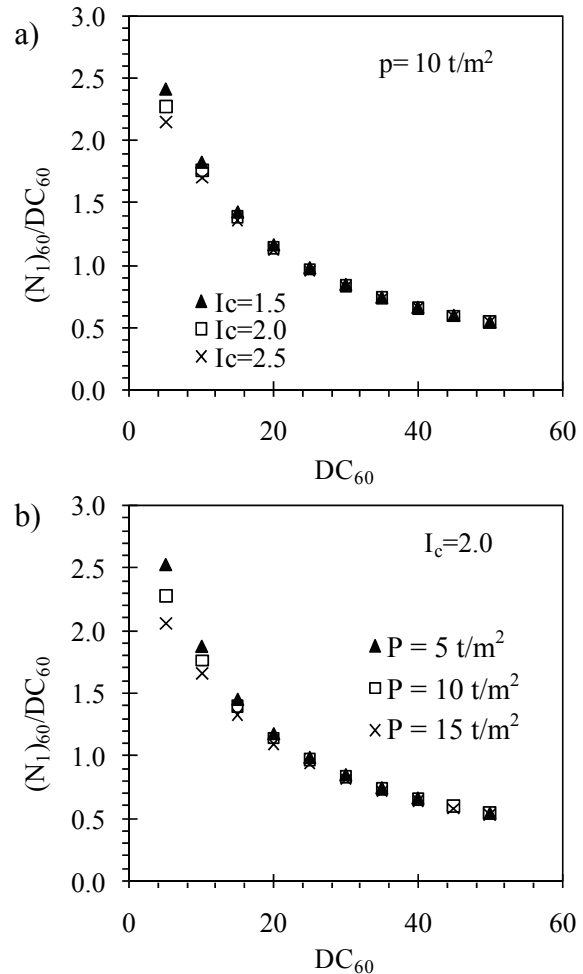 a)
p= 10 t/m²
3.0
2.5
2.0
1.5
1.0
0.5
0.0
(N₁)₆₀/DC₆₀
Ic=1.5
Ic=2.0
Ic=2.5
0 20 40 60
DC₆₀
b)
I_c=2.0
3.0
2.5
2.0
1.5
1.0
0.5
0.0
(N₁)₆₀/DC₆₀
P = 5 t/m²
P = 10 t/m²
P = 15 t/m²
0 20 40 60
DC₆₀